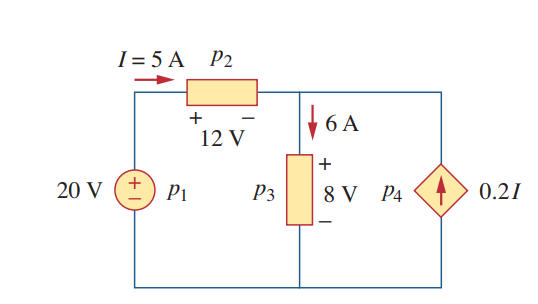 I = 5 A p2
+ −
12 V
6 A
20 V + − p1 p3 + 8 V − p4 0.2I